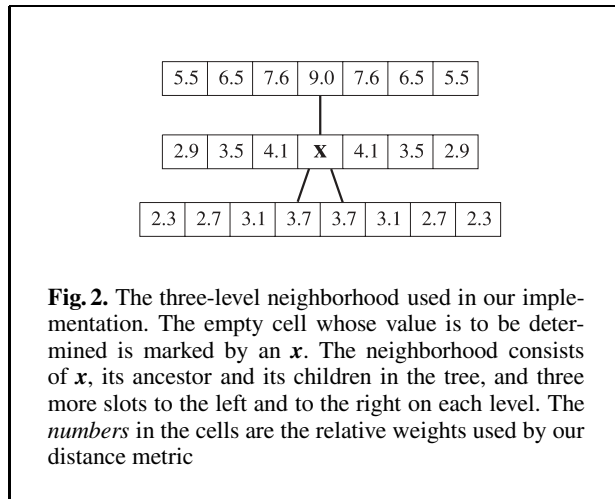 5.5 6.5 7.6 9.0 7.6 6.5 5.5
2.9 3.5 4.1 x 4.1 3.5 2.9
2.3 2.7 3.1 3.7 3.7 3.1 2.7 2.3
Fig. 2. The three-level neighborhood used in our imple-
mentation. The empty cell whose value is to be deter-
mined is marked by an x. The neighborhood consists
of x, its ancestor and its children in the tree, and three
more slots to the left and to the right on each level. The
numbers in the cells are the relative weights used by our
distance metric